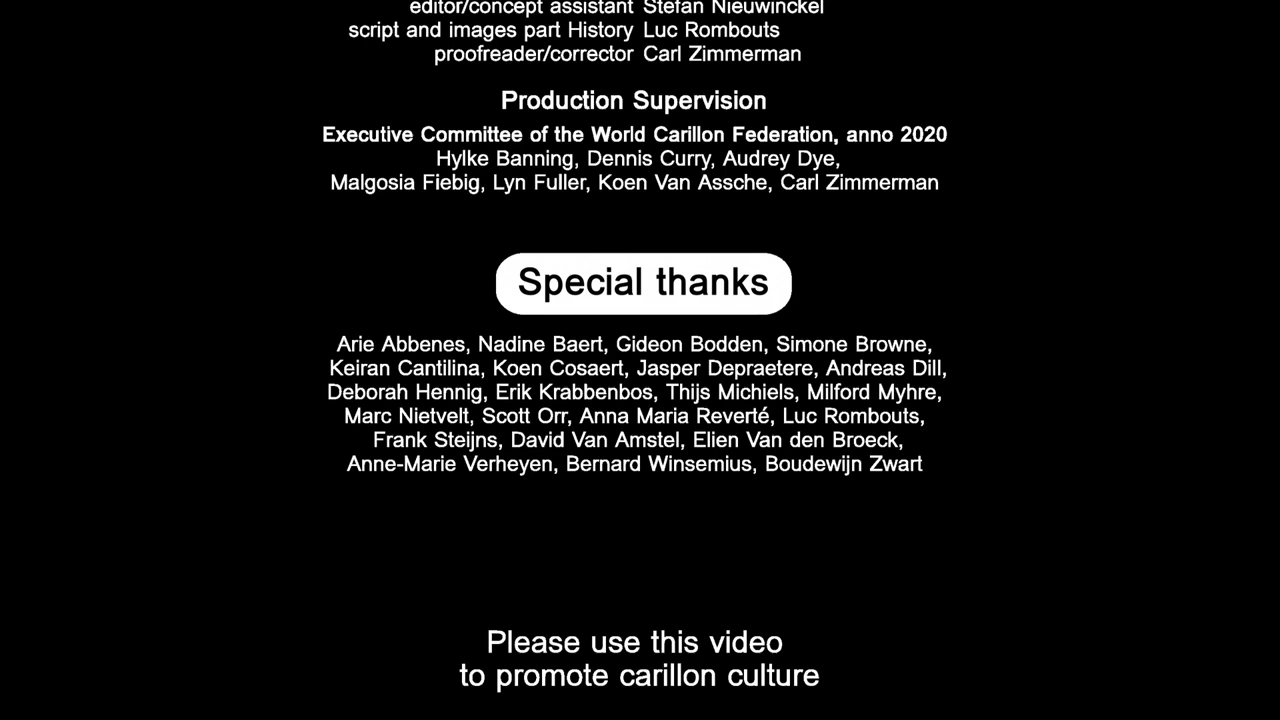 editor/concept assistant Stefan Nieuwinckel
script and images part History Luc Rombouts
proofreader/corrector Carl Zimmerman
Production Supervision
Executive Committee of the World Carillon Federation, anno 2020
Hylke Banning, Dennis Curry, Audrey Dye,
Malgosia Fiebig, Lyn Fuller, Koen Van Assche, Carl Zimmerman
Special thanks
Arie Abbenes, Nadine Baert, Gideon Bodden, Simone Browne,
Keiran Cantilina, Koen Cosaert, Jasper Depraetere, Andreas Dill,
Deborah Hennig, Erik Krabbenbos, Thijs Michiels, Milford Myhre,
Marc Nietvelt, Scott Orr, Anna Maria Reverté, Luc Rombouts,
Frank Steijns, David Van Amstel, Elien Van den Broeck,
Anne-Marie Verheyen, Bernard Winsemius, Boudewijn Zwart
Please use this video
to promote carillon culture